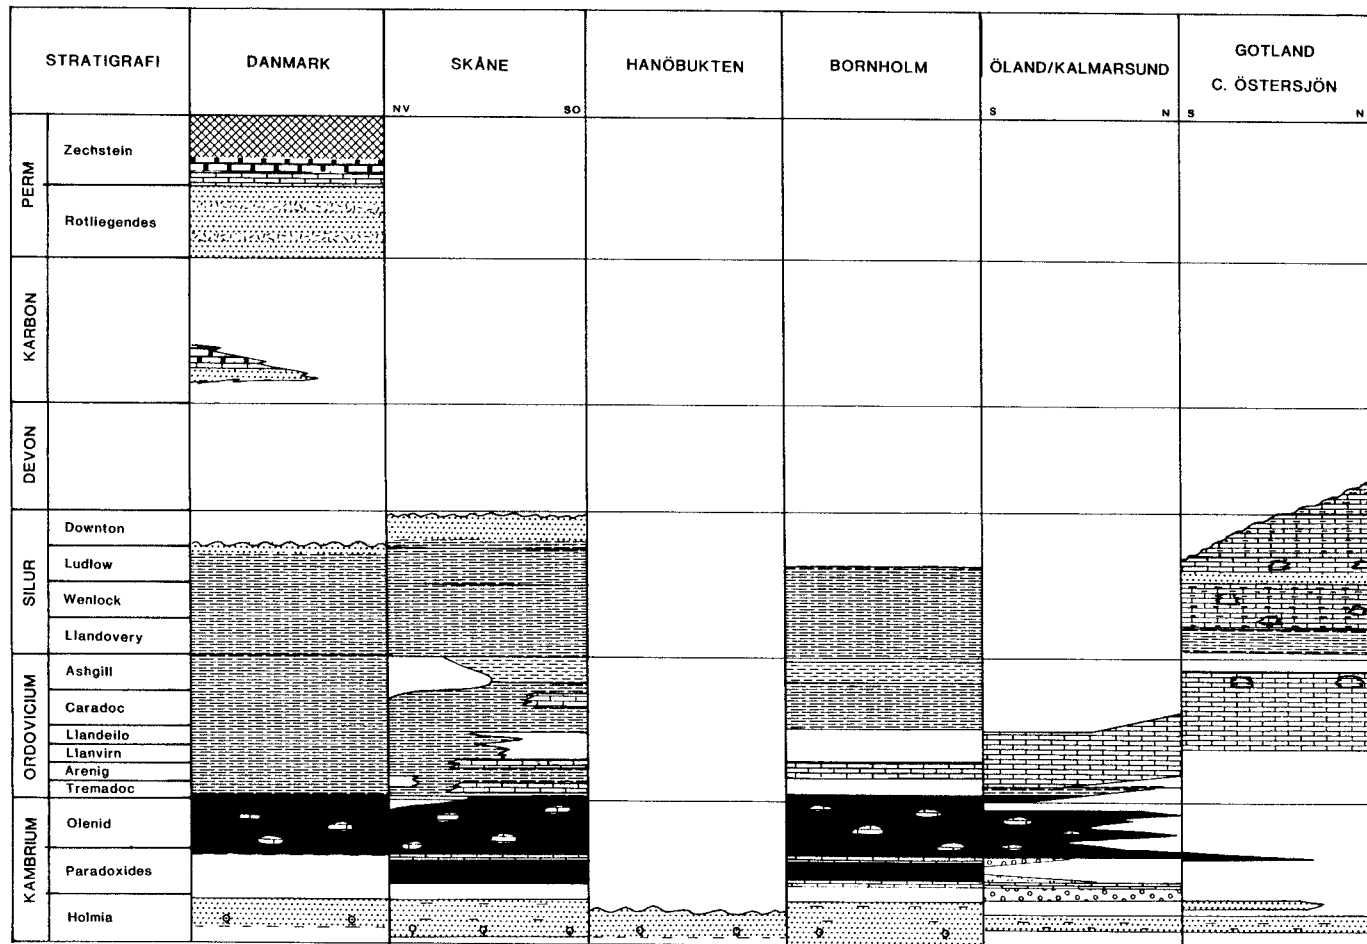 STRATIGRAFI
DANMARK
SKÅNE
NV SO
HANÖBUKTEN
BORNHOLM
ÖLAND/KALMARSUND
S N
GOTLAND
C. ÖSTERSJÖN
S N
PERM
Zechstein
Rotliegendes
KARBON
DEVON
SILUR
Downton
Ludlow
Wenlock
Llandovery
ORDOVICIUM
Ashgill
Caradoc
Llandeilo
Llanvirn
Arenig
Tremadoc
KAMBRIUM
Olenid
Paradoxides
Holmia